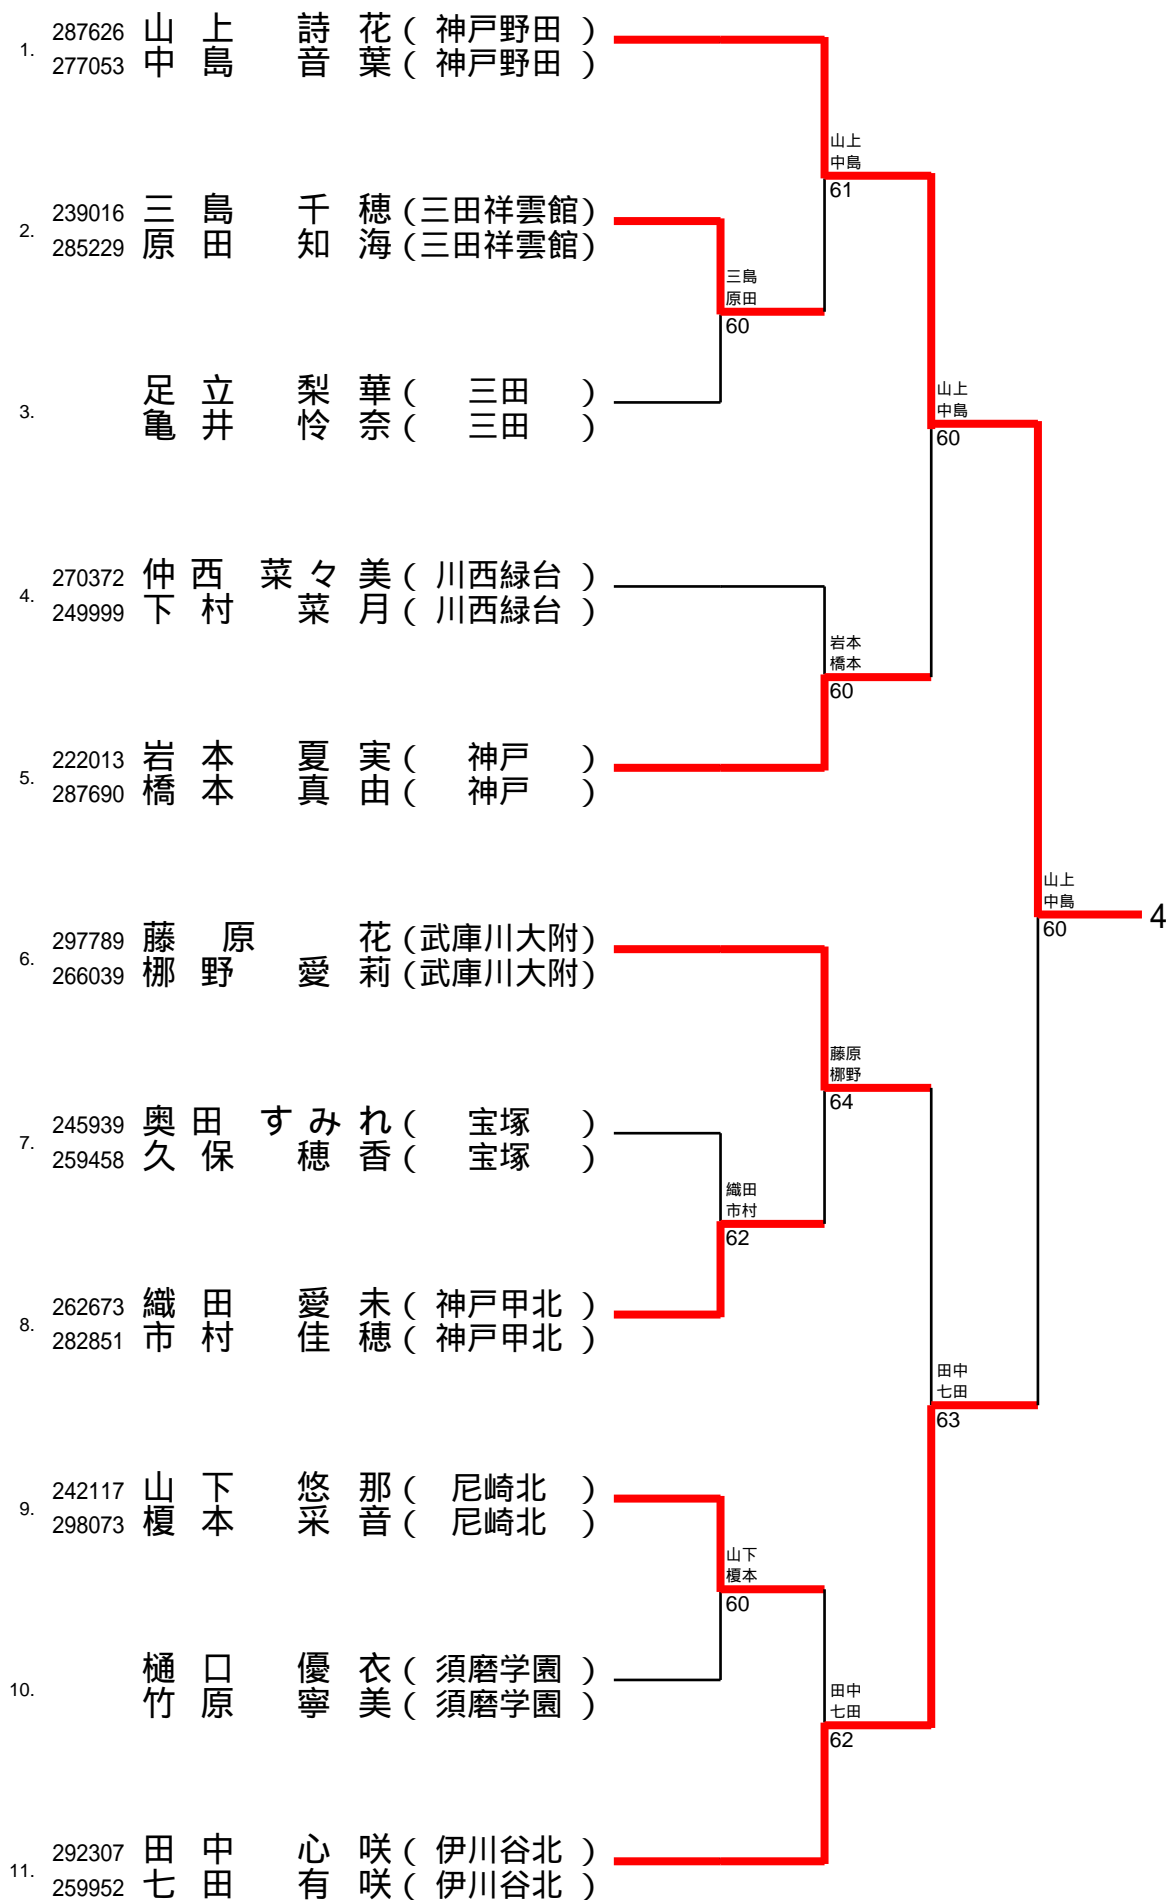 1. 287626 山上 詩花 ( 神戸野田 )
277053 中島 音葉 ( 神戸野田 )
山上
中島
61
2. 239016 三島 千穂 (三田祥雲館)
285229 原田 知海 (三田祥雲館)
三島
原田
60
3. 足立 梨華 ( 三田 )
亀井 怜奈 ( 三田 )
山上
中島
60
4. 270372 仲西 菜々美 ( 川西緑台 )
249999 下村 菜月 ( 川西緑台 )
岩本
橋本
60
5. 222013 岩本 夏実 ( 神戸 )
287690 橋本 真由 ( 神戸 )
山上
中島
60
4
6. 297789 藤原 花 (武庫川大附)
266039 梛野 愛莉 (武庫川大附)
藤原
梛野
64
7. 245939 奥田 すみれ ( 宝塚 )
259458 久保 穂香 ( 宝塚 )
織田
市村
62
8. 262673 織田 愛未 ( 神戸甲北 )
282851 市村 佳穂 ( 神戸甲北 )
田中
七田
63
9. 242117 山下 悠那 ( 尼崎北 )
298073 榎本 采音 ( 尼崎北 )
山下
榎本
60
10. 樋口 優衣 ( 須磨学園 )
竹原 寧美 ( 須磨学園 )
田中
七田
62
11. 292307 田中 心咲 ( 伊川谷北 )
259952 七田 有咲 ( 伊川谷北 )